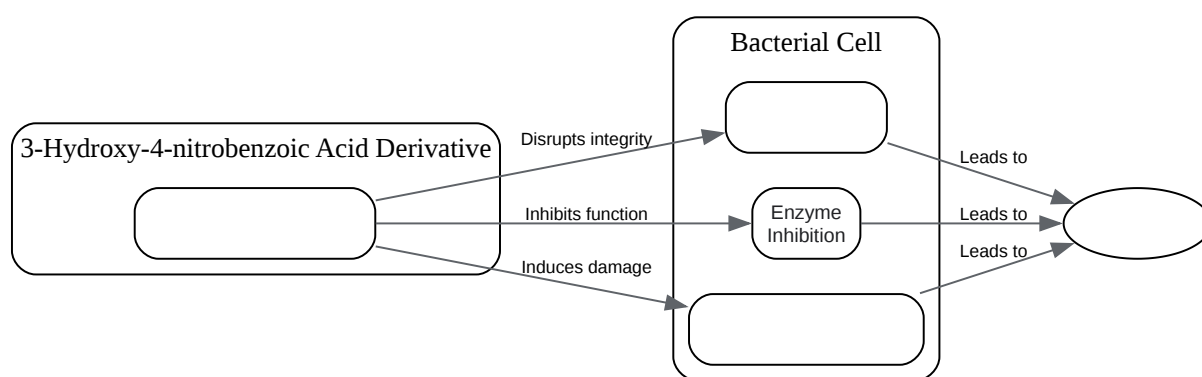 Bacterial Cell
3-Hydroxy-4-nitrobenzoic Acid Derivative
Disrupts integrity
Leads to
Inhibits function
Enzyme
Inhibition
Leads to
Induces damage
Leads to